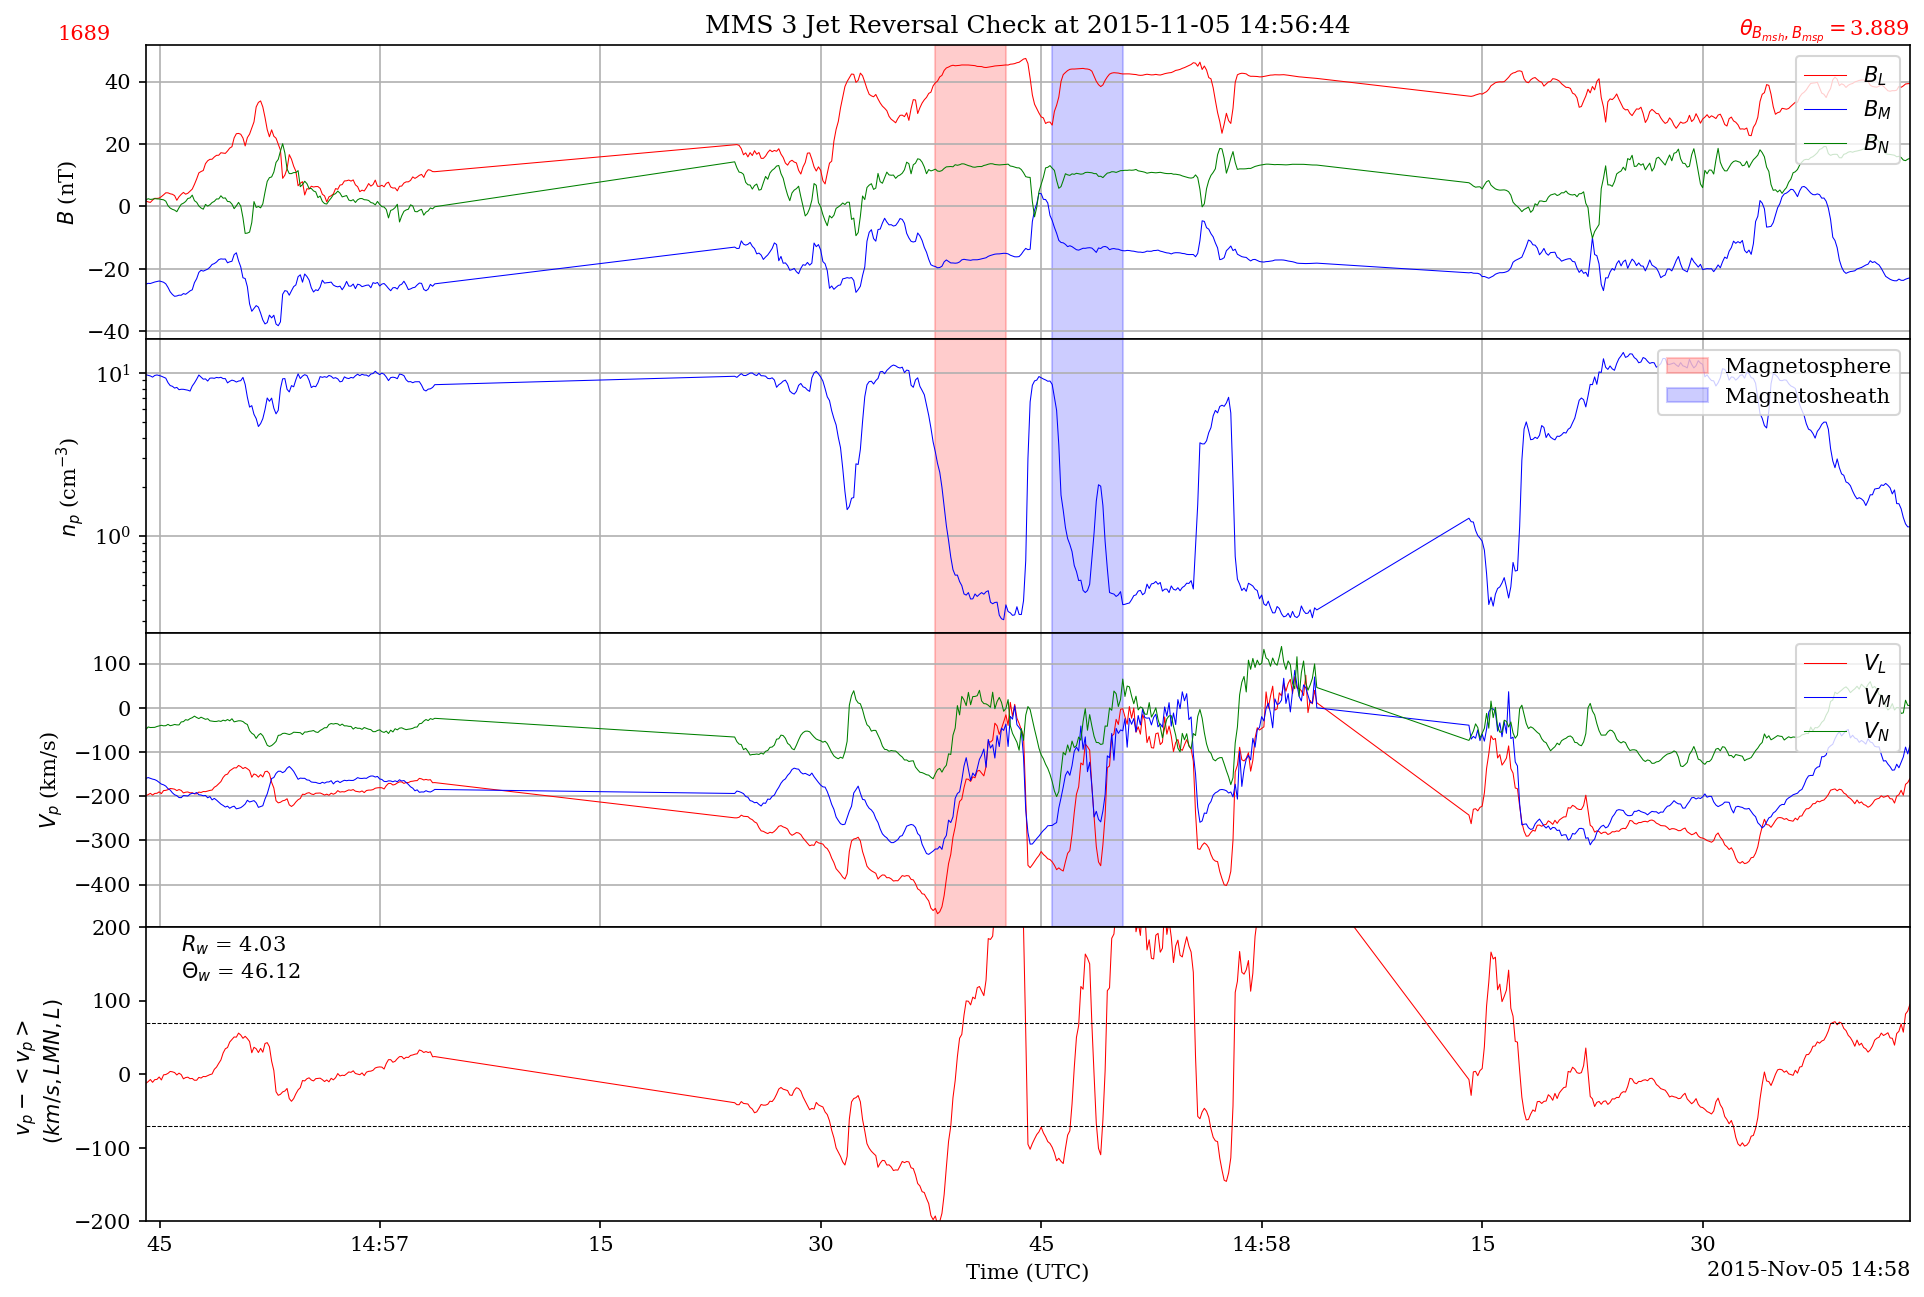 MMS 3 Jet Reversal Check at 2015-11-05 14:56:44
1689
θ_{B_{msh}, B_{msp}} = 3.889
B (nT)
40
20
0
−20
−40
B_L
B_M
B_N
n_p (cm⁻³)
10¹
10⁰
Magnetosphere
Magnetosheath
V_p (km/s)
100
0
−100
−200
−300
−400
V_L
V_M
V_N
v_p − < v_p >
(km/s, LMN, L)
200
100
0
−100
−200
R_w = 4.03
Θ_w = 46.12
45 14:57 15 30 45 14:58 15 30
Time (UTC)
2015-Nov-05 14:58